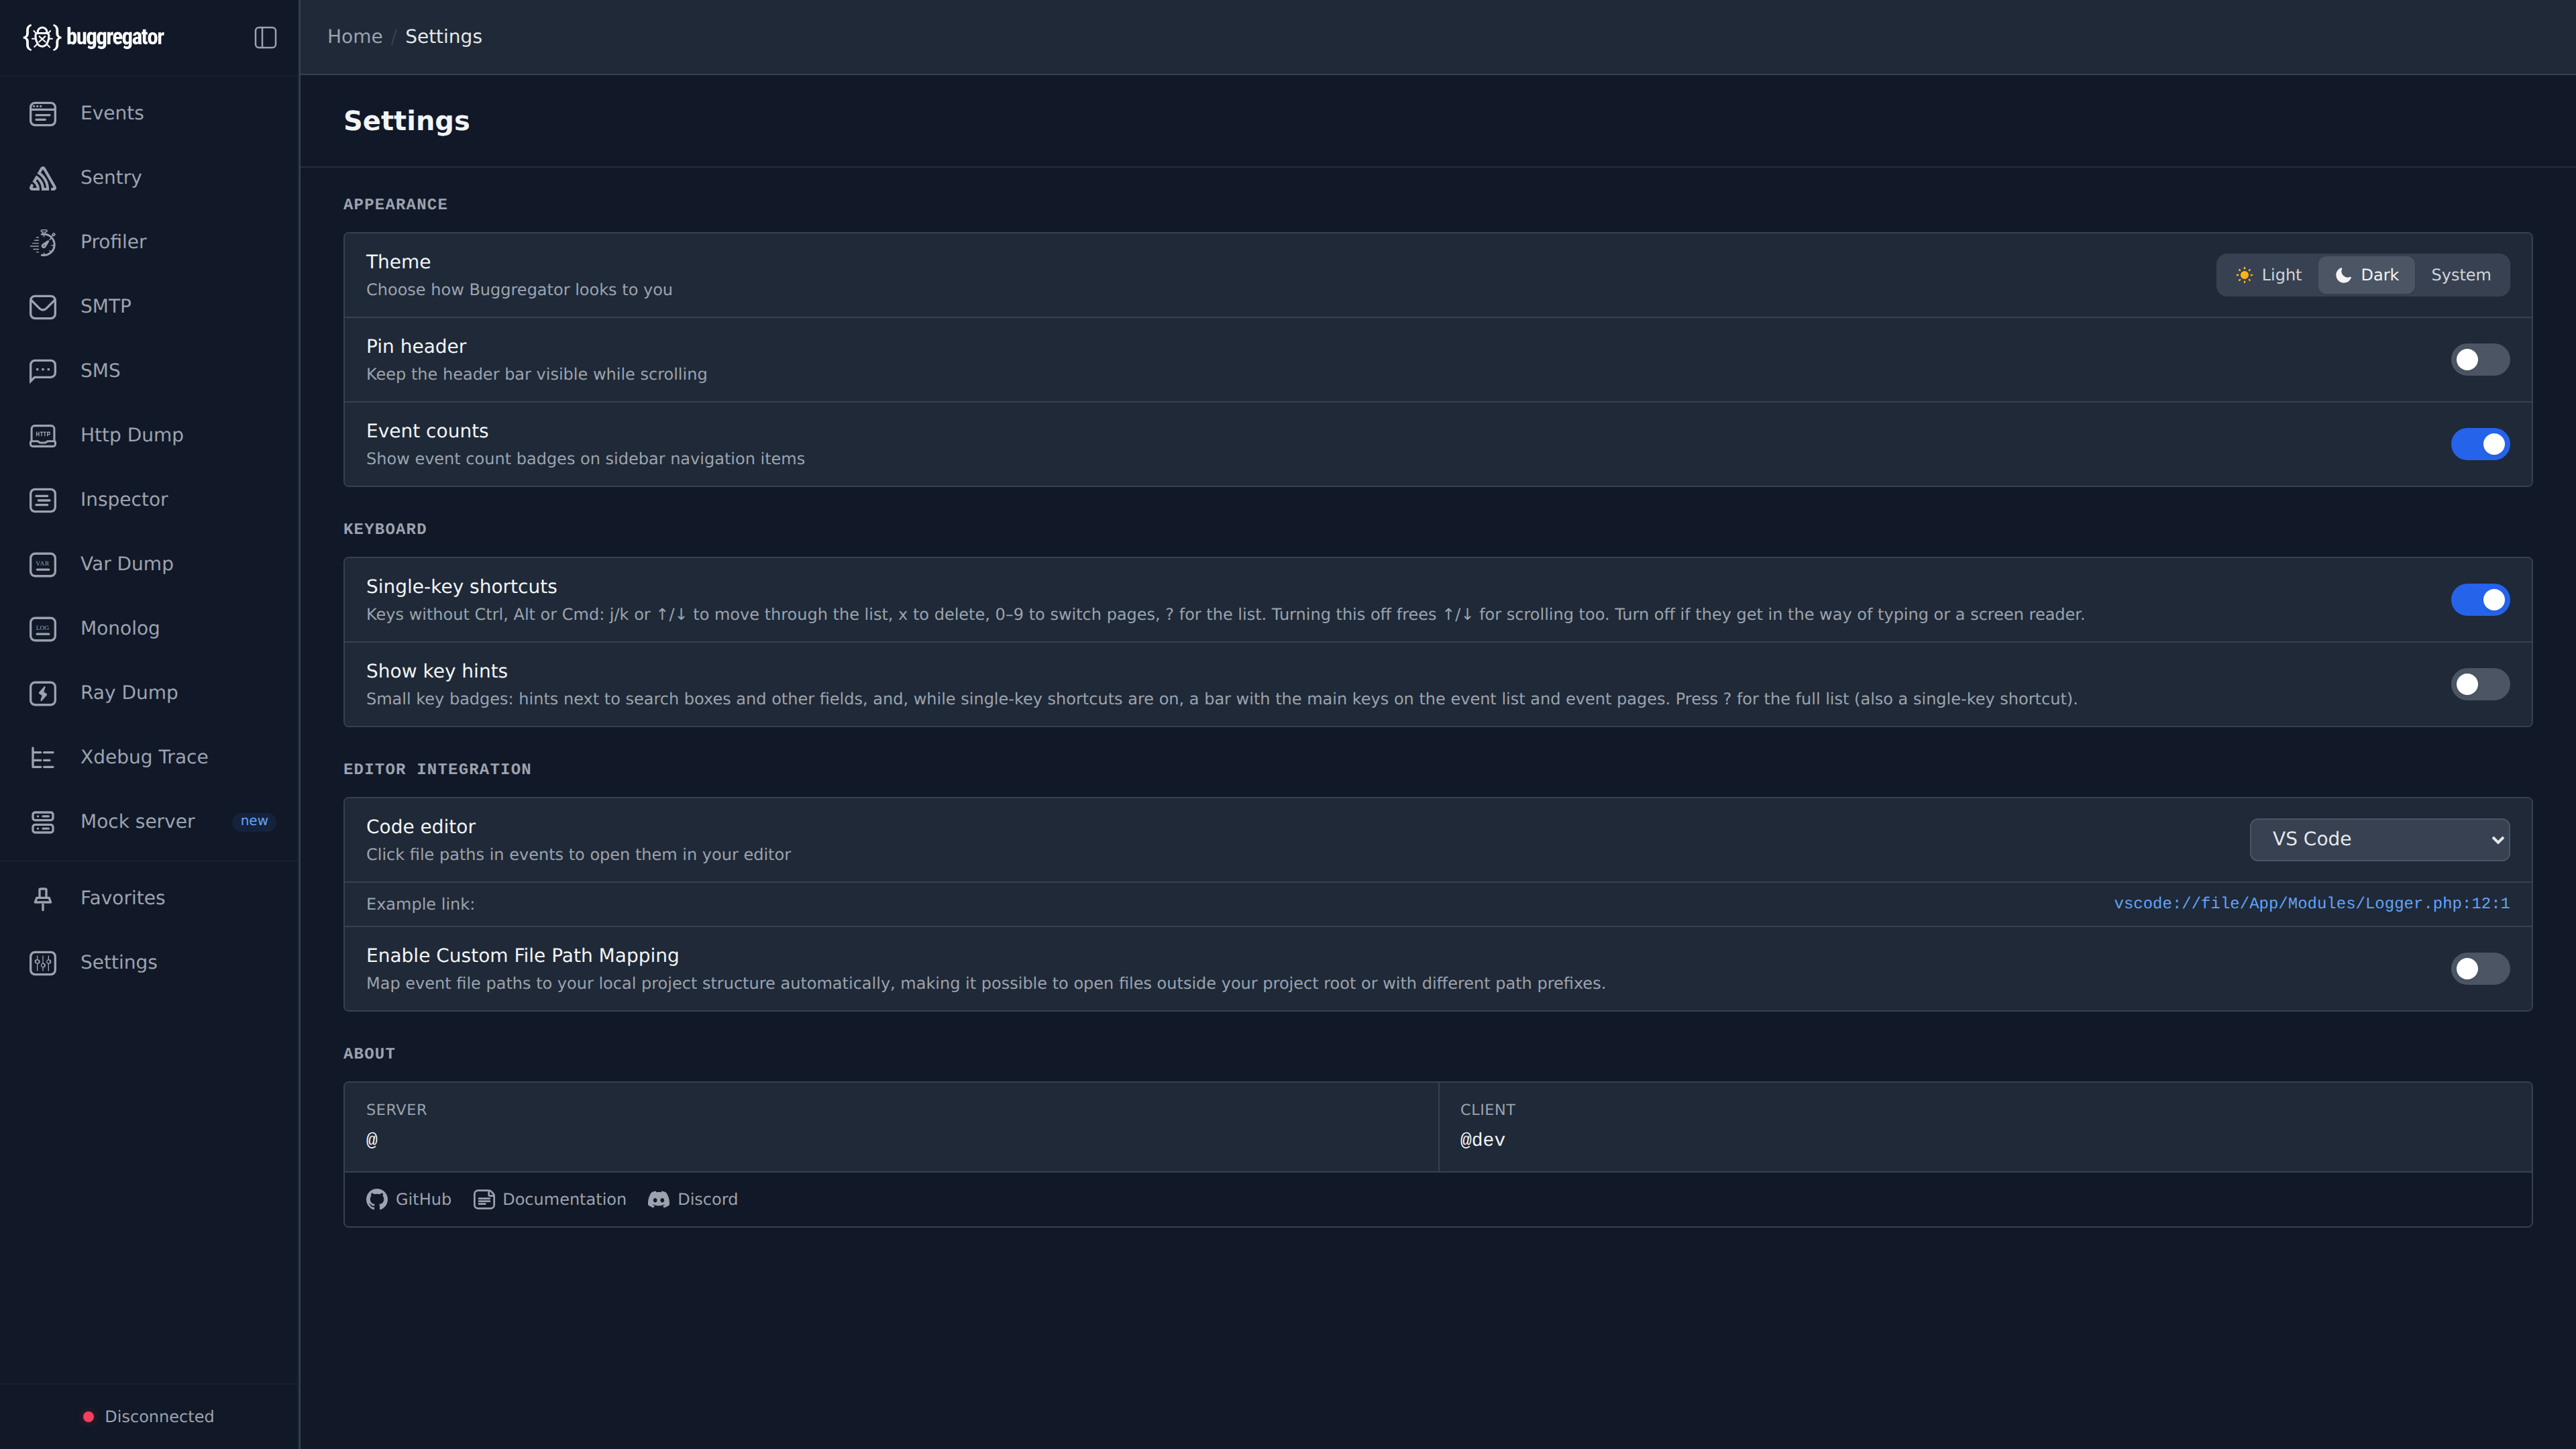 buggregator
Home / Settings
Events
Sentry
Profiler
SMTP
SMS
HTTP
Http Dump
Inspector
VAR
Var Dump
LOG
Monolog
Ray Dump
Xdebug Trace
Mock server new
Favorites
Settings
Disconnected
Settings
APPEARANCE
Theme
Choose how Buggregator looks to you
Light Dark System
Pin header
Keep the header bar visible while scrolling
Event counts
Show event count badges on sidebar navigation items
KEYBOARD
Single-key shortcuts
Keys without Ctrl, Alt or Cmd: j/k or ↑/↓ to move through the list, x to delete, 0–9 to switch pages, ? for the list. Turning this off frees ↑/↓ for scrolling too. Turn off if they get in the way of typing or a screen reader.
Show key hints
Small key badges: hints next to search boxes and other fields, and, while single-key shortcuts are on, a bar with the main keys on the event list and event pages. Press ? for the full list (also a single-key shortcut).
EDITOR INTEGRATION
Code editor
Click file paths in events to open them in your editor
VS Code
Example link: vscode://file/App/Modules/Logger.php:12:1
Enable Custom File Path Mapping
Map event file paths to your local project structure automatically, making it possible to open files outside your project root or with different path prefixes.
ABOUT
SERVER
@
CLIENT
@dev
GitHub Documentation Discord